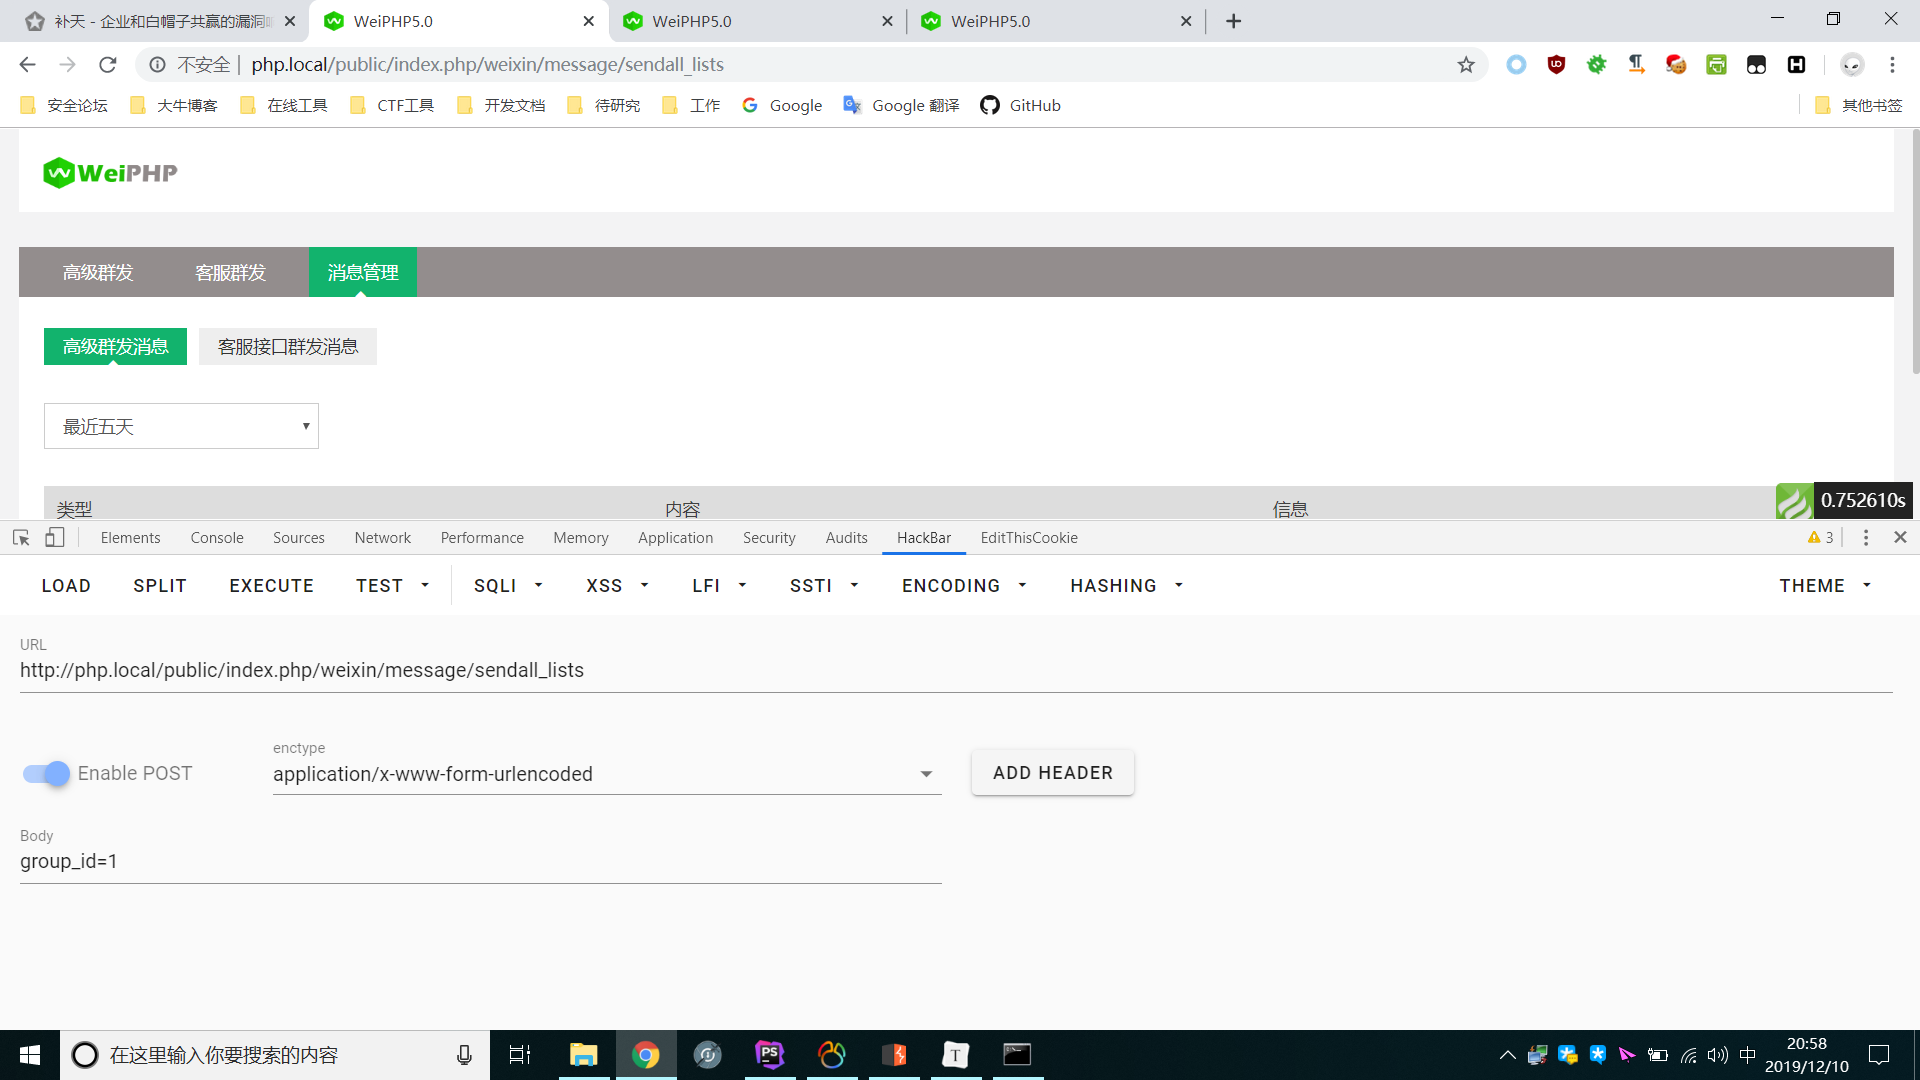 补天 - 企业和白帽子共赢的漏洞
WeiPHP5.0
WeiPHP5.0
WeiPHP5.0
不安全 | php.local/public/index.php/weixin/message/sendall_lists
安全论坛 大牛博客 在线工具 CTF工具 开发文档 待研究 工作 Google Google 翻译 GitHub 其他书签
WeiPHP
高级群发 客服群发 消息管理
高级群发消息 客服接口群发消息
最近五天
类型 内容 信息
0.752610s
Elements Console Sources Network Performance Memory Application Security Audits HackBar EditThisCookie 3
LOAD SPLIT EXECUTE TEST SQLI XSS LFI SSTI ENCODING HASHING THEME
URL
http://php.local/public/index.php/weixin/message/sendall_lists
enctype
Enable POST application/x-www-form-urlencoded ADD HEADER
Body
group_id=1
在这里输入你要搜索的内容
PS
T
中
20:58
2019/12/10